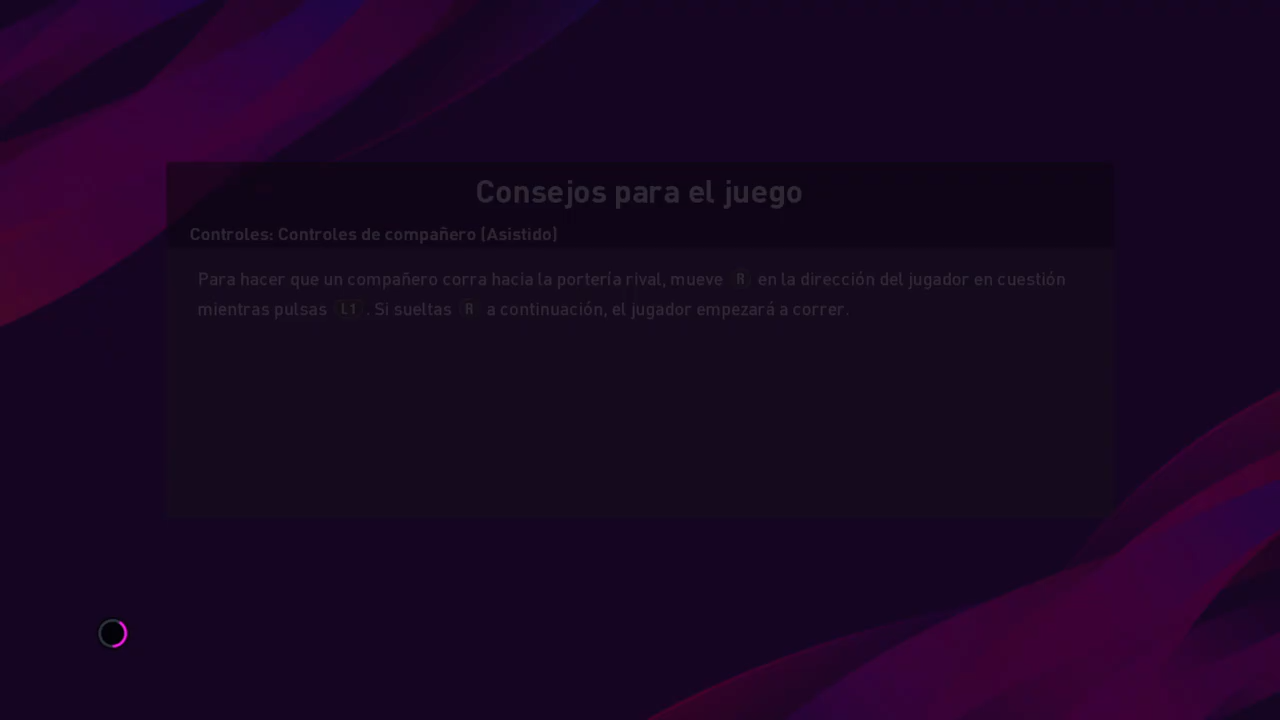 Consejos para el juego
Controles: Controles de compañero (Asistido)
Para hacer que un compañero corra hacia la portería rival, mueve R en la dirección del jugador en cuestión
mientras pulsas L1. Si sueltas R a continuación, el jugador empezará a correr.